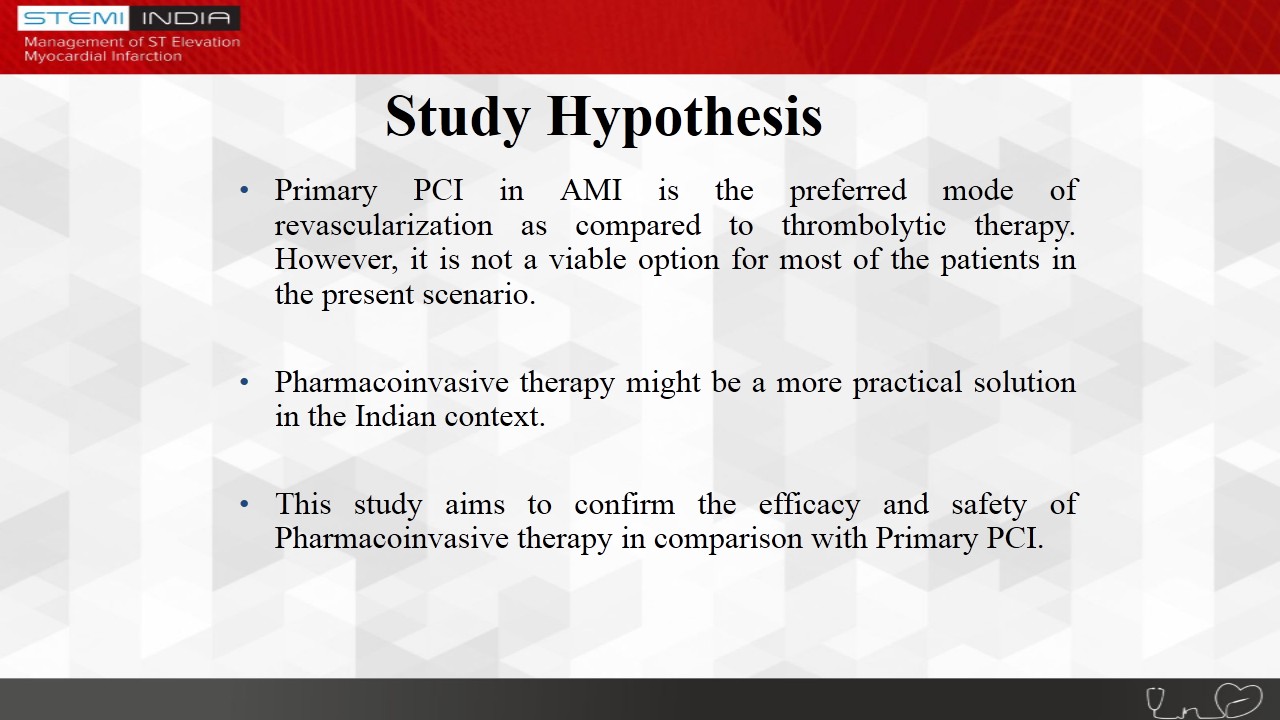 STEMI INDIA
Management of ST Elevation
Myocardial Infarction
Study Hypothesis
• Primary PCI in AMI is the preferred mode of
revascularization as compared to thrombolytic therapy.
However, it is not a viable option for most of the patients in
the present scenario.
• Pharmacoinvasive therapy might be a more practical solution
in the Indian context.
• This study aims to confirm the efficacy and safety of
Pharmacoinvasive therapy in comparison with Primary PCI.